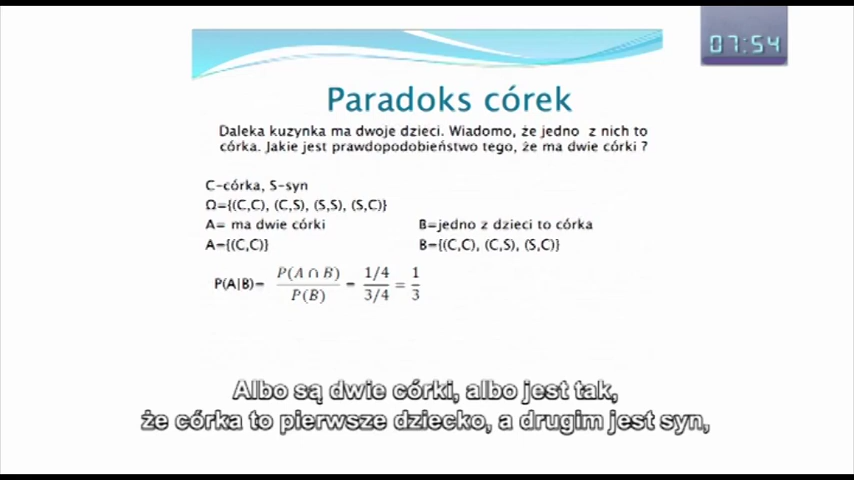 07:54
Paradoks córek
Daleka kuzynka ma dwoje dzieci. Wiadomo, że jedno z nich to
córka. Jakie jest prawdopodobieństwo tego, że ma dwie córki ?
C-córka, S-syn
Ω={(C,C), (C,S), (S,S), (S,C)}
A= ma dwie córki B=jedno z dzieci to córka
A={(C,C)} B={(C,C), (C,S), (S,C)}
P(A|B)= P(A ∩ B) / P(B) = 1/4 / 3/4 = 1/3
Albo są dwie córki, albo jest tak,
że córka to pierwsze dziecko, a drugim jest syn,